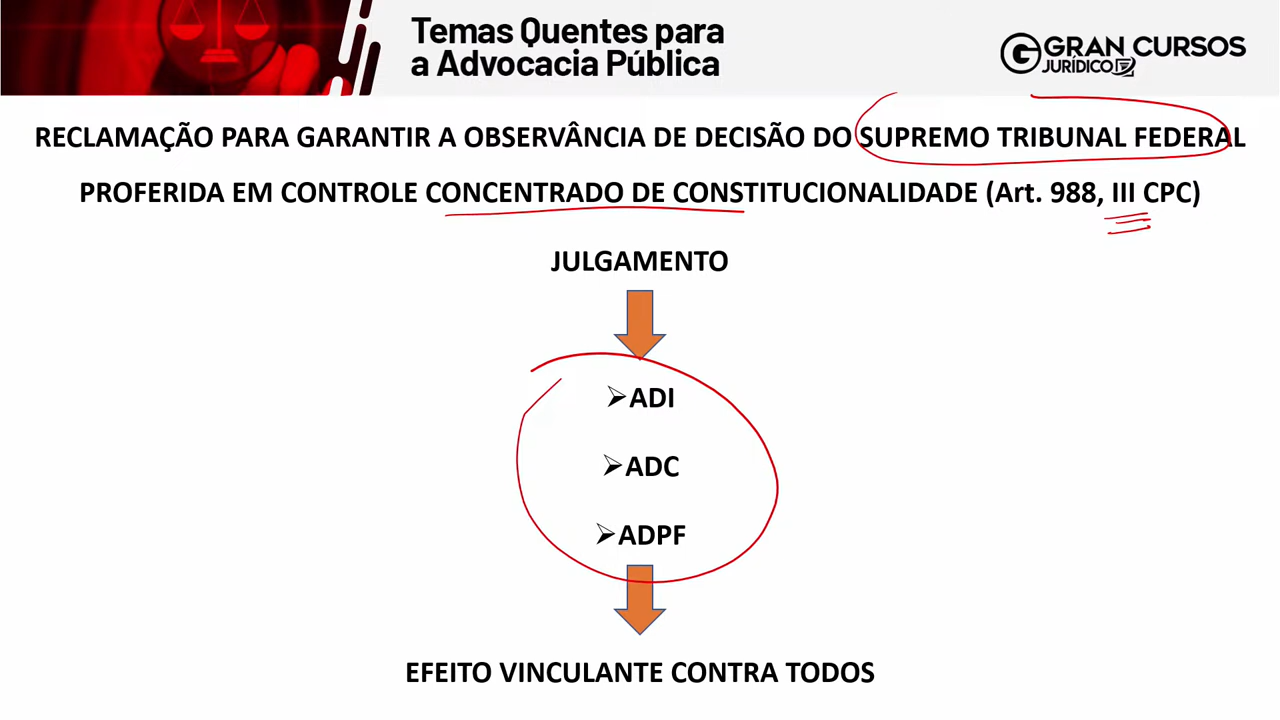 Temas Quentes para
a Advocacia Pública
GRAN CURSOS
JURÍDICO
RECLAMAÇÃO PARA GARANTIR A OBSERVÂNCIA DE DECISÃO DO SUPREMO TRIBUNAL FEDERAL
PROFERIDA EM CONTROLE CONCENTRADO DE CONSTITUCIONALIDADE (Art. 988, III CPC)
JULGAMENTO
➢ADI
➢ADC
➢ADPF
EFEITO VINCULANTE CONTRA TODOS